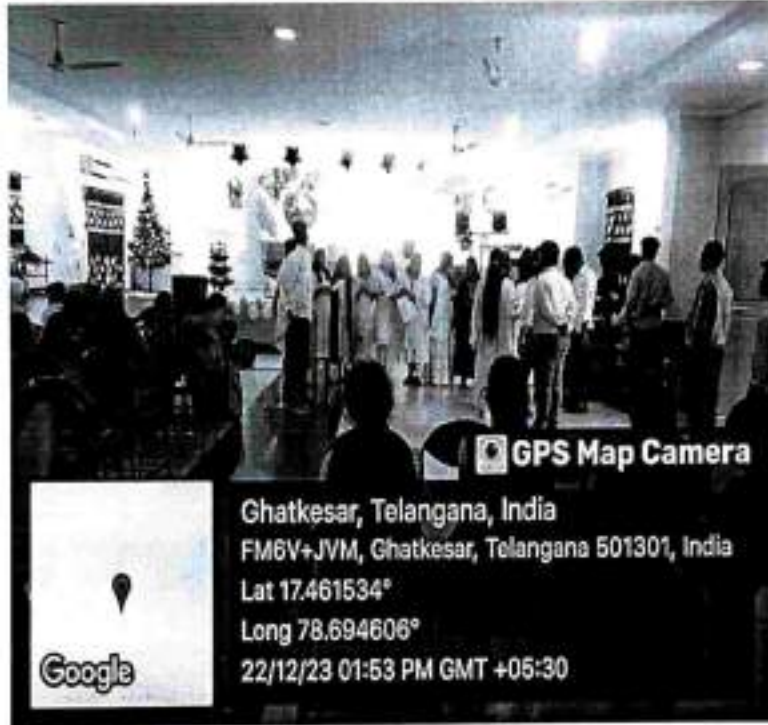 GPS Map Camera
Ghatkesar, Telangana, India
FM6V+JVM, Ghatkesar, Telangana 501301, India
Lat 17.461534°
Long 78.694606°
22/12/23 01:53 PM GMT +05:30
Google